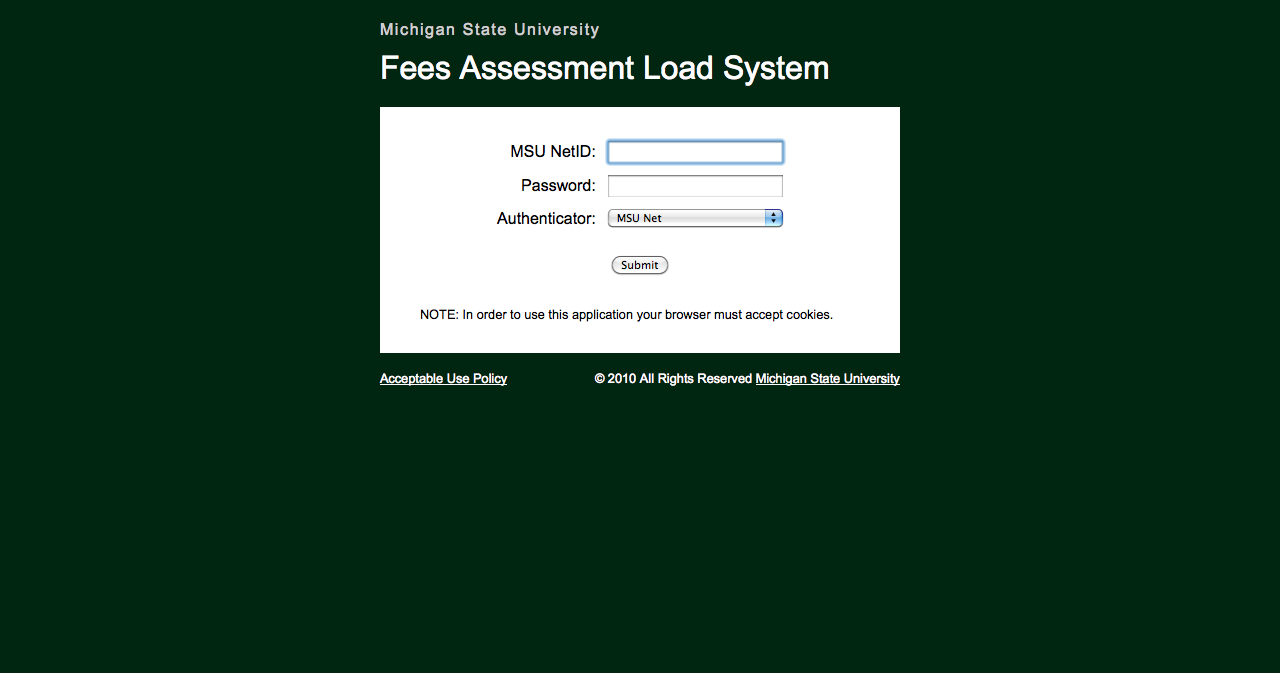 Michigan State University
Fees Assessment Load System
MSU NetID:
Password:
Authenticator: MSU Net
Submit
NOTE: In order to use this application your browser must accept cookies.
Acceptable Use Policy © 2010 All Rights Reserved Michigan State University